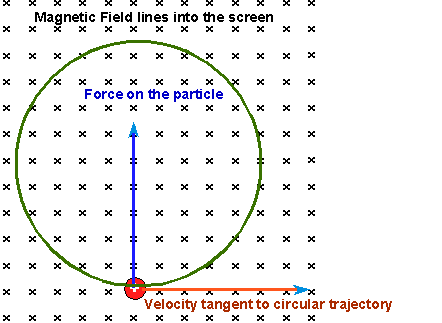 Magnetic Field lines into the screen
Force on the particle
+
Velocity tangent to circular trajectory